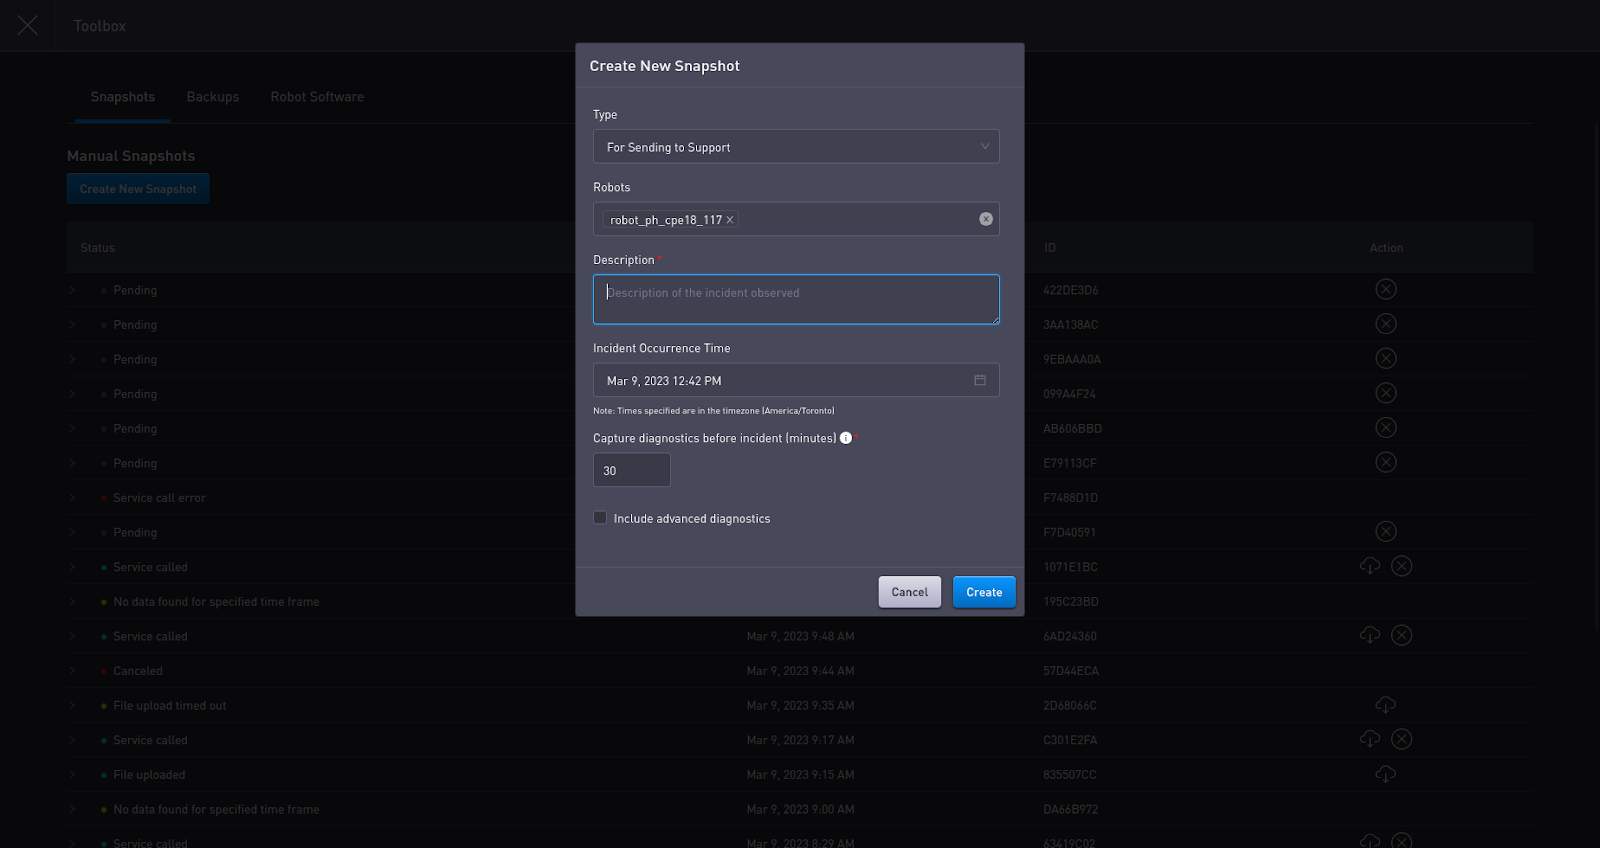 Toolbox
Snapshots Backups Robot Software
Manual Snapshots
Create New Snapshot
Status ID Action
Pending 422DE3D6
Pending 3AA138AC
Pending 9EBAAA0A
Pending 099A4F24
Pending AB606BBD
Pending E79113CF
Service call error F7488D1D
Pending F7D40591
Service called 1071E1BC
No data found for specified time frame 195C23BD
Service called Mar 9, 2023 9:48 AM 6AD24360
Canceled Mar 9, 2023 9:44 AM 57D44ECA
File upload timed out Mar 9, 2023 9:35 AM 2D68066C
Service called Mar 9, 2023 9:17 AM C301E2FA
File uploaded Mar 9, 2023 9:15 AM 835507CC
No data found for specified time frame Mar 9, 2023 9:00 AM DA66B972
Service called Mar 9, 2023 8:29 AM 63419C02
Create New Snapshot
Type
For Sending to Support
Robots
robot_ph_cpe18_117
Description*
Description of the incident observed
Incident Occurrence Time
Mar 9, 2023 12:42 PM
Note: Times specified are in the timezone (America/Toronto)
Capture diagnostics before incident (minutes) *
30
Include advanced diagnostics
Cancel Create